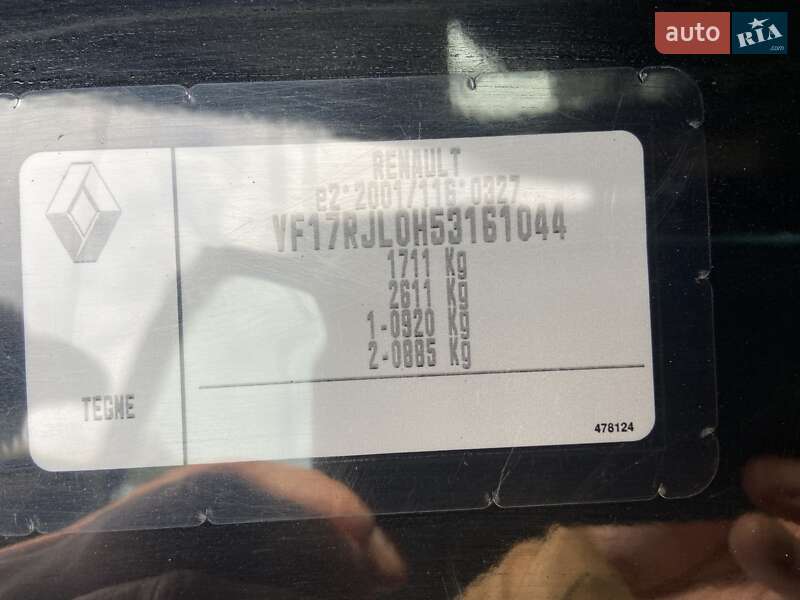 auto RIA.com
RENAULT
e2*2001/116*0327
VF17RJL0H53161044
1711 Kg
2611 Kg
1-0920 Kg
2-0885 Kg
TEGNE
478124